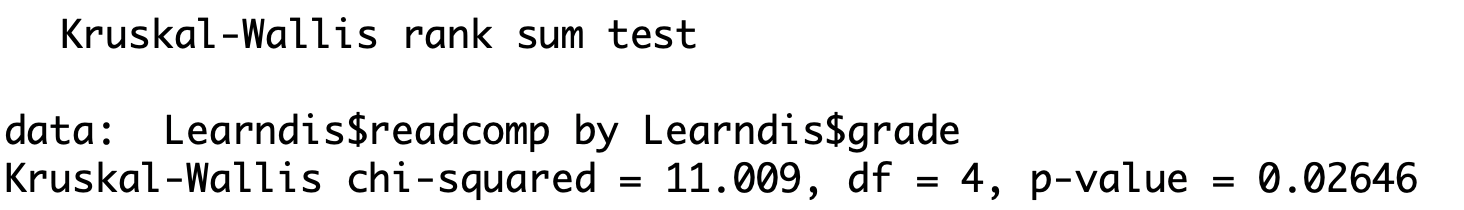 Kruskal-Wallis rank sum test
data:  Learndis$readcomp by Learndis$grade
Kruskal-Wallis chi-squared = 11.009, df = 4, p-value = 0.02646